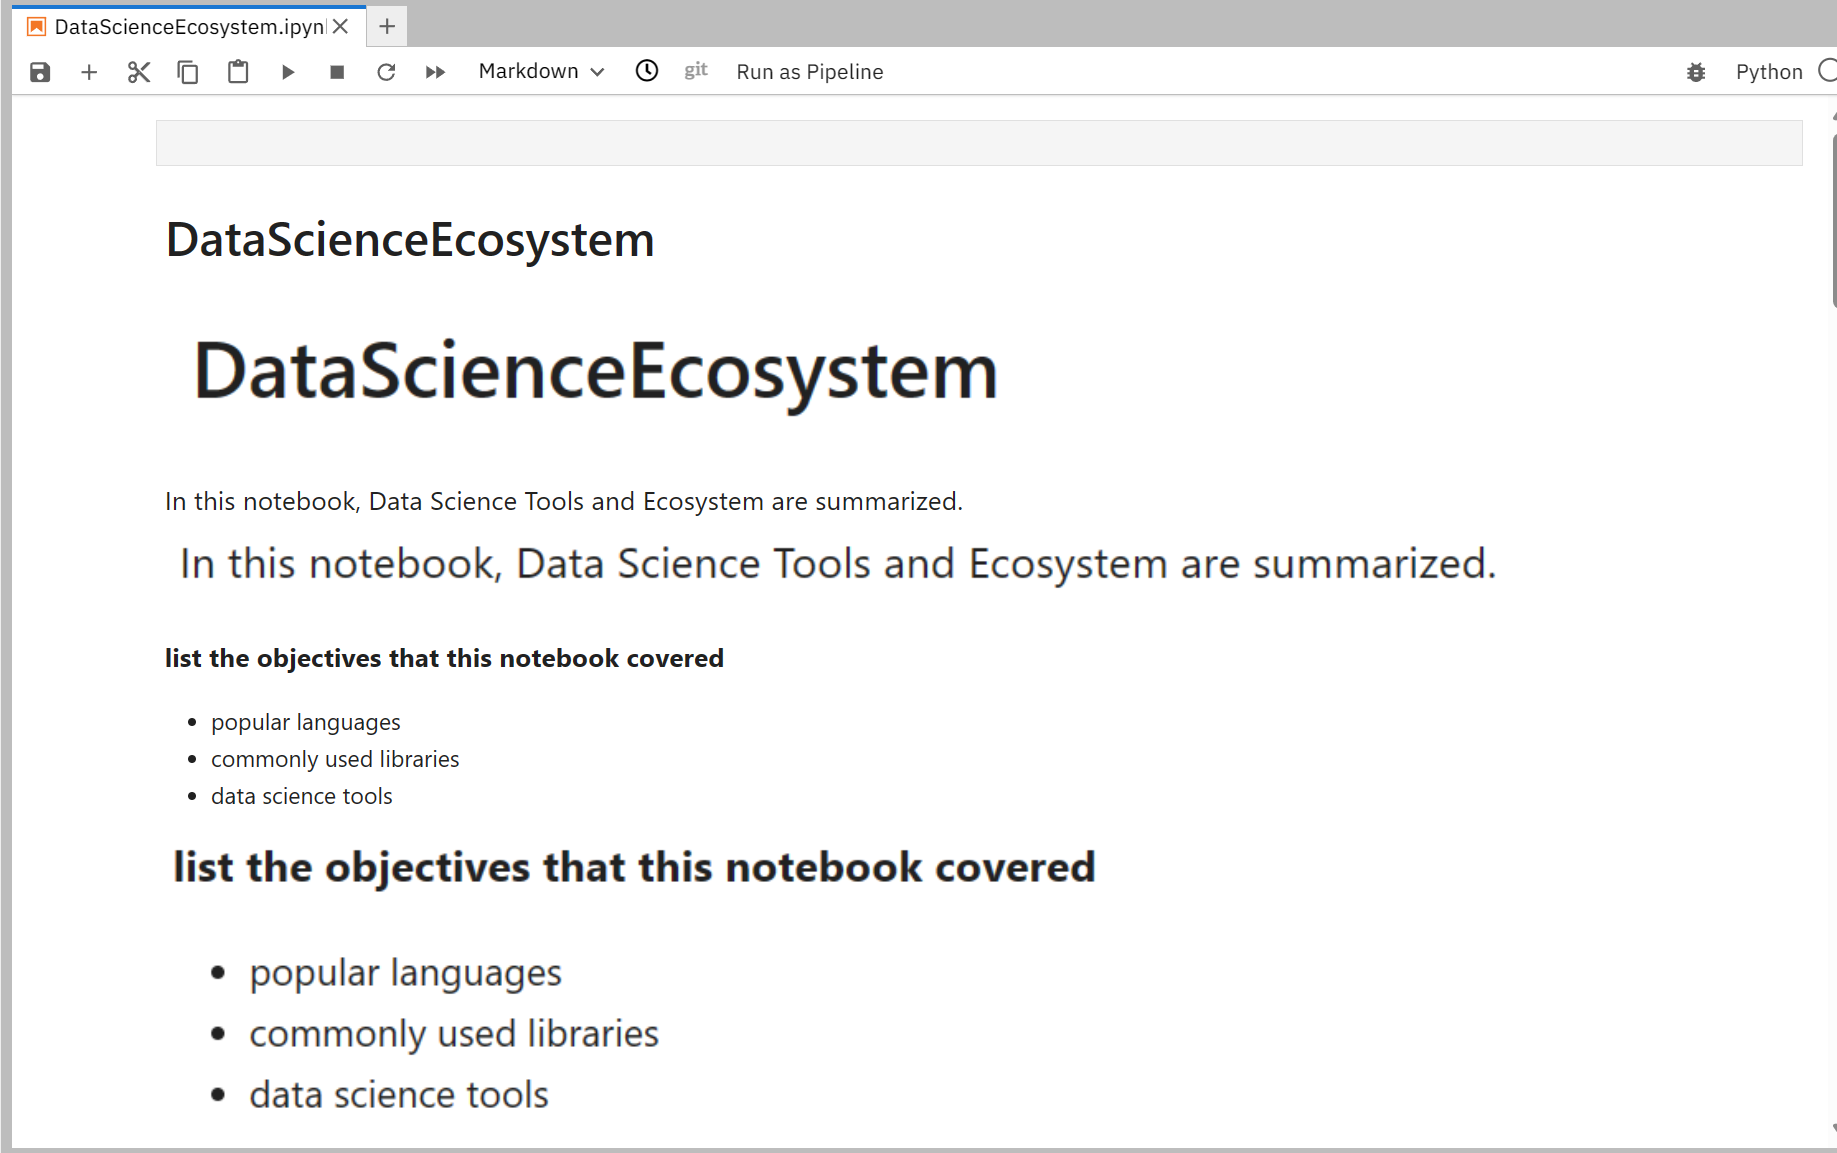 DataScienceEcosystem.ipyn
Markdown git Run as Pipeline Python
DataScienceEcosystem
DataScienceEcosystem
In this notebook, Data Science Tools and Ecosystem are summarized.
In this notebook, Data Science Tools and Ecosystem are summarized.
list the objectives that this notebook covered
• popular languages
• commonly used libraries
• data science tools
list the objectives that this notebook covered
• popular languages
• commonly used libraries
• data science tools